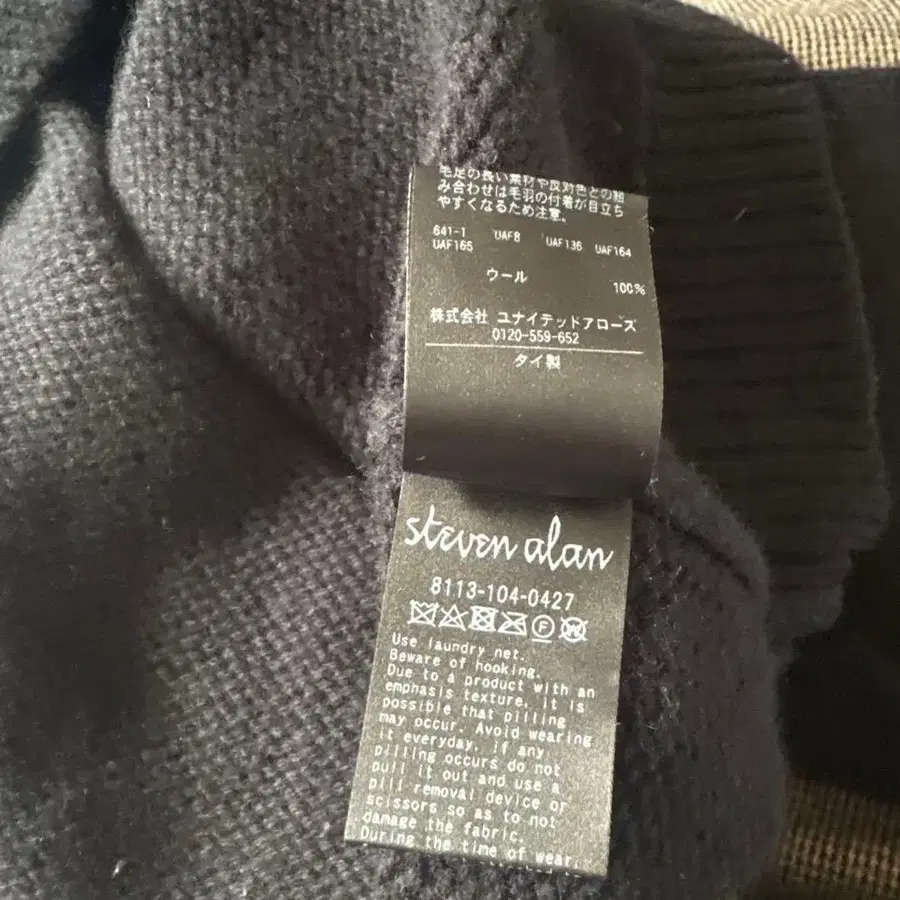 毛足の長い素材や反対色との組
み合わせは毛羽の付着が目立ち
やすくなるため注意。
641-1 UAF8 UAF136 UAF164
UAF165
ウール 100%
株式会社 ユナイテッドアローズ
0120-559-652
タイ製
steven alan
8113-104-0427
F W
Use laundry net.
Beware of hooking.
Due to a product with an
emphasis texture, it is
possible that pilling
may occur. Avoid wearing
it everyday, if any
pilling occurs do not
pull it out and use a
pill removal device or
scissors so as to not
damage the fabric.
During the time of wear,